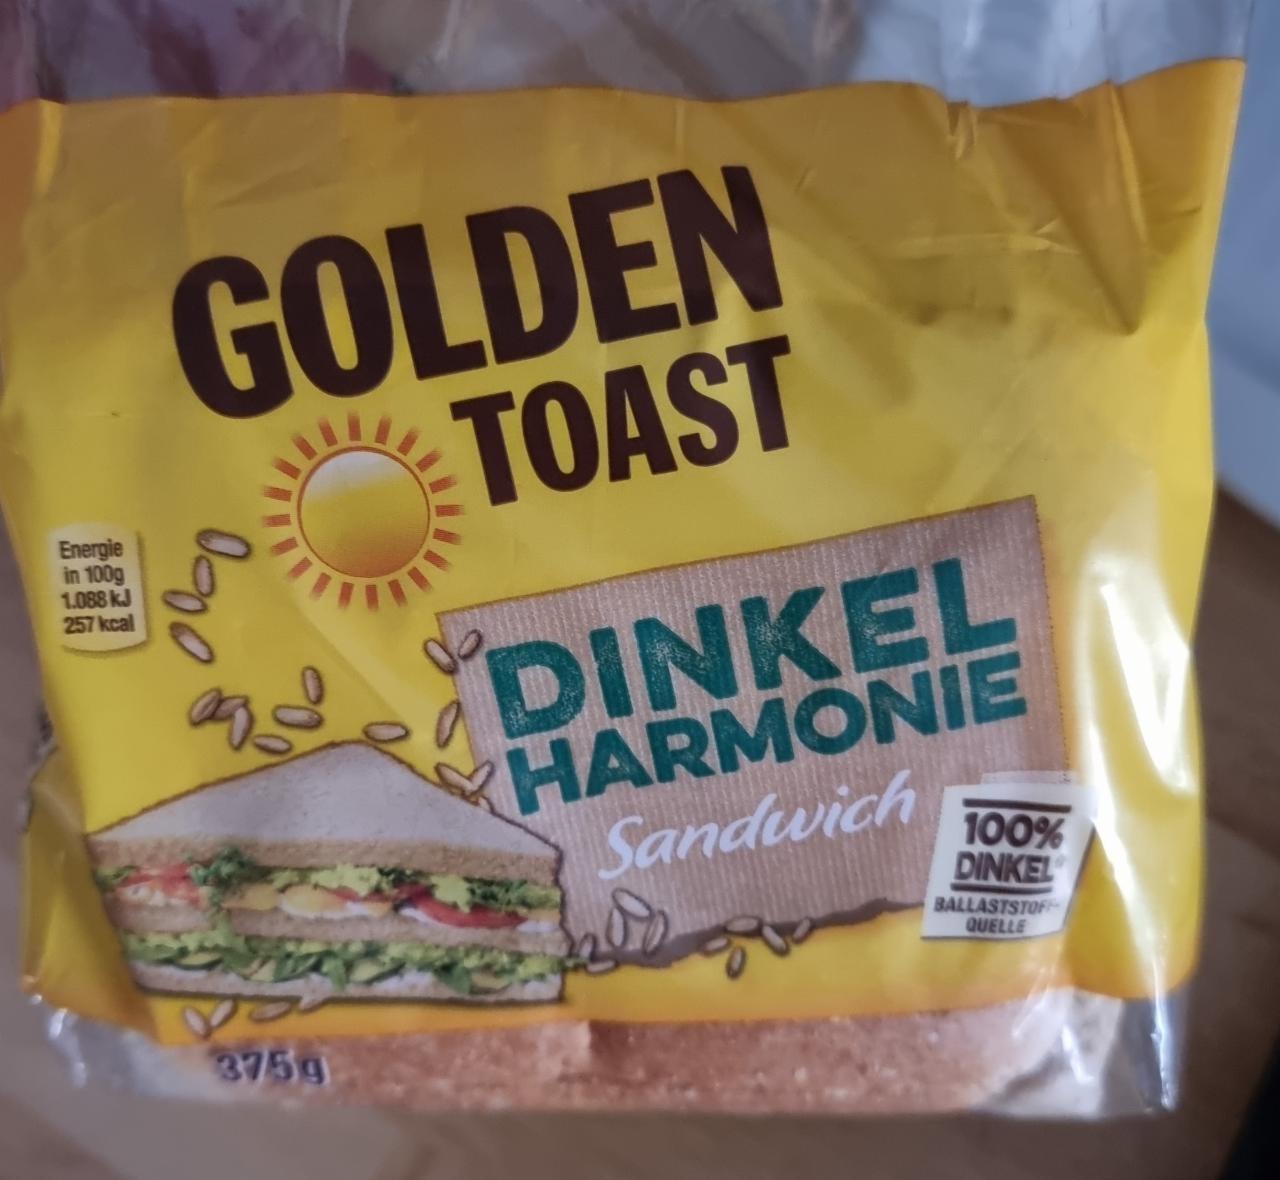 GOLDEN
TOAST
Energie
in 100g
1.088 kJ
257 kcal
DINKEL
HARMONIE
Sandwich
100%
DINKEL
BALLASTSTOFF-
QUELLE
375g